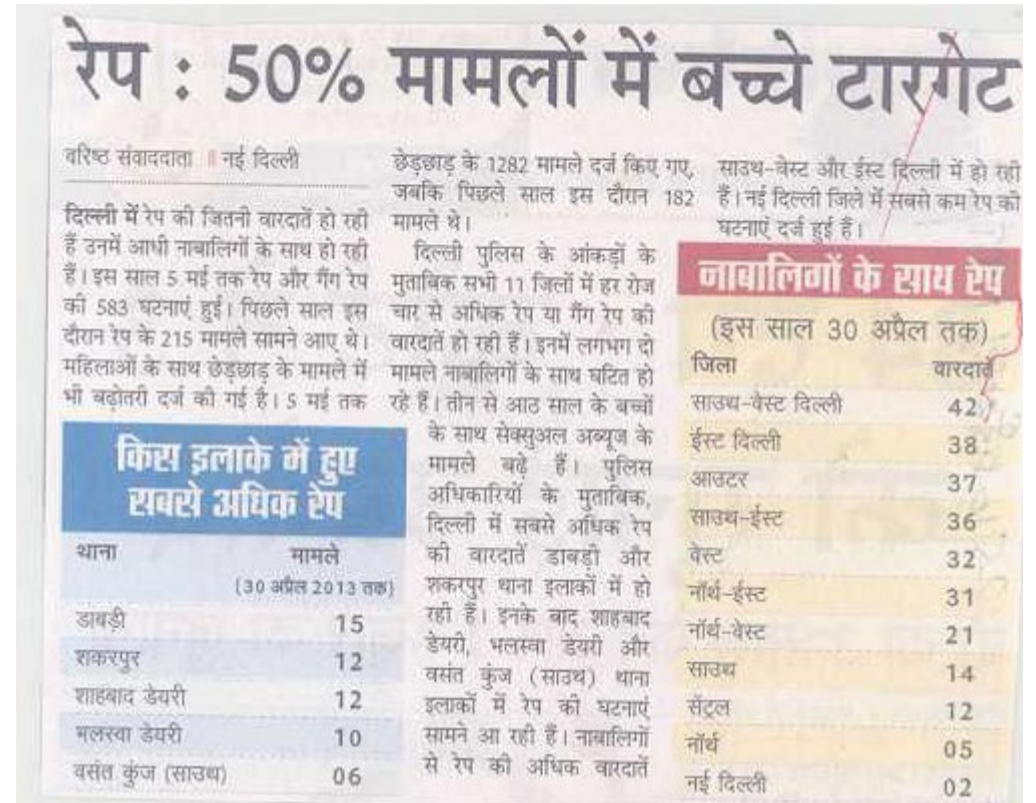 रेप : 50% मामलों में बच्चे टारगेट
वरिष्ठ संवाददाता ॥ नई दिल्ली
दिल्ली में रेप की जितनी वारदातें हो रही
हैं उनमें आधी नाबालिगों के साथ हो रही
हैं। इस साल 5 मई तक रेप और गैंग रेप
की 583 घटनाएं हुई। पिछले साल इस
दौरान रेप के 215 मामले सामने आए थे।
महिलाओं के साथ छेड़छाड़ के मामले में
भी बढ़ोतरी दर्ज की गई है। 5 मई तक
छेड़छाड़ के 1282 मामले दर्ज किए गए,
जबकि पिछले साल इस दौरान 182
मामले थे।
दिल्ली पुलिस के आंकड़ों के
मुताबिक सभी 11 जिलों में हर रोज
चार से अधिक रेप या गैंग रेप की
वारदातें हो रही हैं। इनमें लगभग दो
मामले नाबालिगों के साथ घटित हो
रहे हैं। तीन से आठ साल के बच्चों
के साथ सेक्सुअल अब्यूज के
मामले बढ़े हैं। पुलिस
अधिकारियों के मुताबिक,
दिल्ली में सबसे अधिक रेप
की वारदातें डाबड़ी और
शकरपुर थाना इलाकों में हो
रही हैं। इनके बाद शाहबाद
डेयरी, भलस्वा डेयरी और
वसंत कुंज (साउथ) थाना
इलाकों में रेप की घटनाएं
सामने आ रही हैं। नाबालिगों
से रेप की अधिक वारदातें
साउथ-वेस्ट और ईस्ट दिल्ली में हो रही
हैं। नई दिल्ली जिले में सबसे कम रेप की
घटनाएं दर्ज हुई हैं।
किस इलाके में हुए
सबसे अधिक रेप
थाना मामले
(30 अप्रैल 2013 तक)
डाबड़ी 15
शकरपुर 12
शाहबाद डेयरी 12
भलस्वा डेयरी 10
वसंत कुंज (साउथ) 06
नाबालिगों के साथ रेप
(इस साल 30 अप्रैल तक)
जिला वारदातें
साउथ-वेस्ट दिल्ली 42
ईस्ट दिल्ली 38
आउटर 37
साउथ-ईस्ट 36
वेस्ट 32
नॉर्थ-ईस्ट 31
नॉर्थ-वेस्ट 21
साउथ 14
सेंट्रल 12
नॉर्थ 05
नई दिल्ली 02